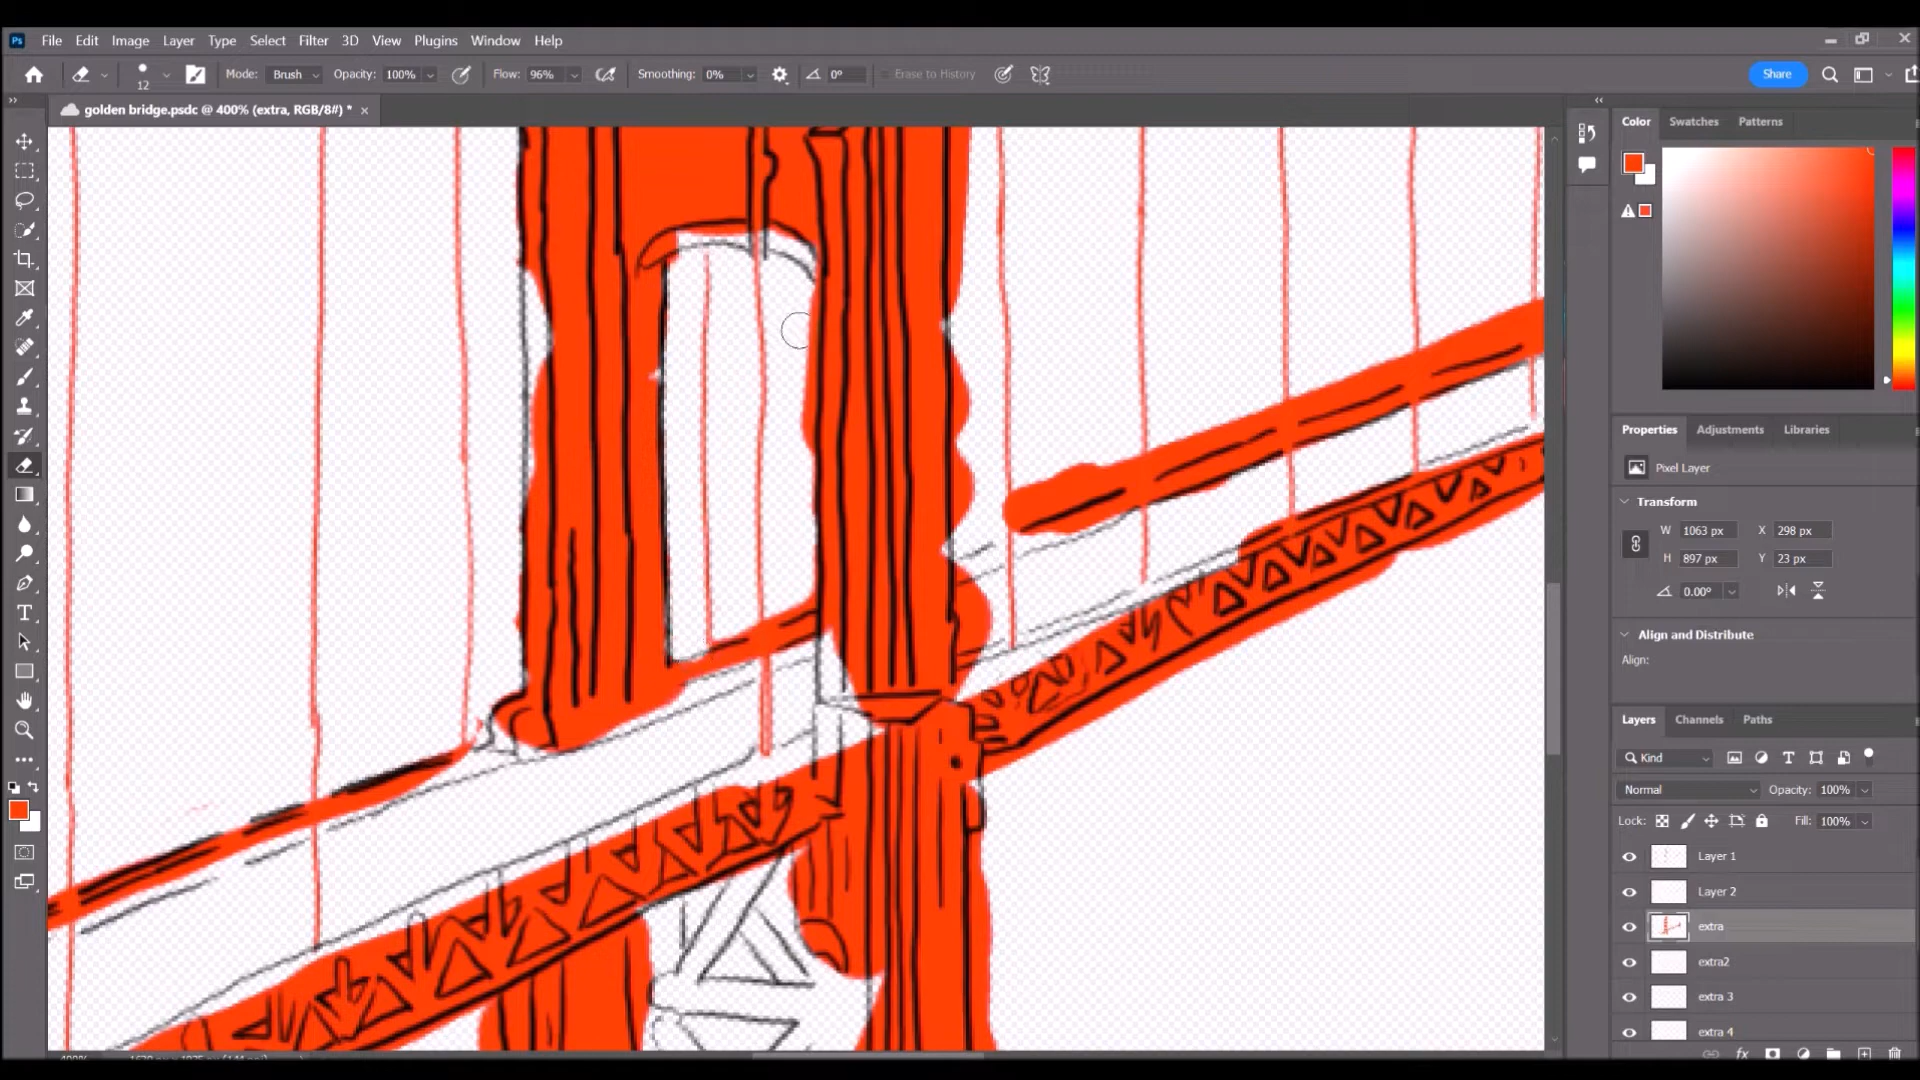 Ps File Edit Image Layer Type Select Filter 3D View Plugins Window Help
12 Mode: Brush Opacity: 100% Flow: 96% Smoothing: 0% 0° Erase to History Share
golden bridge.psdc @ 400% (extra, RGB/8#) * ×
Color Swatches Patterns
Properties Adjustments Libraries
Pixel Layer
Transform
W 1063 px X 298 px
H 897 px Y 23 px
0.00°
Align and Distribute
Align:
Layers Channels Paths
Kind
Normal Opacity: 100%
Lock: Fill: 100%
Layer 1
Layer 2
extra
extra2
extra 3
extra 4
fx